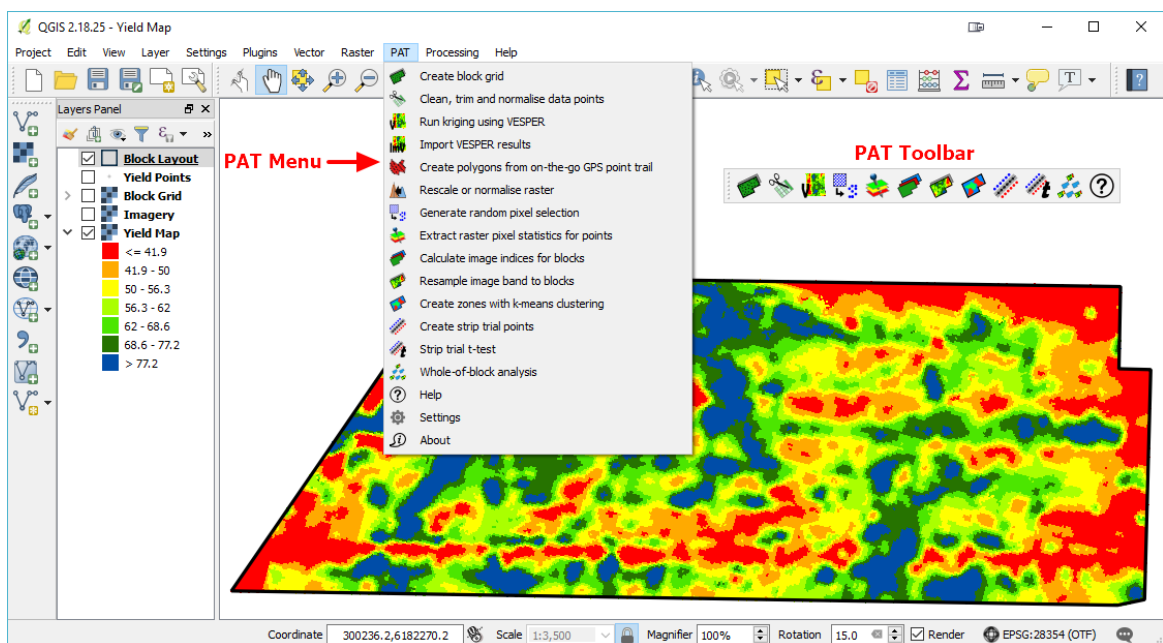 QGIS 2.18.25 - Yield Map
Project Edit View Layer Settings Plugins Vector Raster PAT Processing Help
Layers Panel
Block Layout
Yield Points
Block Grid
Imagery
Yield Map
<= 41.9
41.9 - 50
50 - 56.3
56.3 - 62
62 - 68.6
68.6 - 77.2
> 77.2
PAT Menu
Create block grid
Clean, trim and normalise data points
Run kriging using VESPER
Import VESPER results
Create polygons from on-the-go GPS point trail
Rescale or normalise raster
Generate random pixel selection
Extract raster pixel statistics for points
Calculate image indices for blocks
Resample image band to blocks
Create zones with k-means clustering
Create strip trial points
Strip trial t-test
Whole-of-block analysis
Help
Settings
About
PAT Toolbar
Coordinate 300236.2,6182270.2 Scale 1:3,500 Magnifier 100% Rotation 15.0 Render EPSG:28354 (OTF)